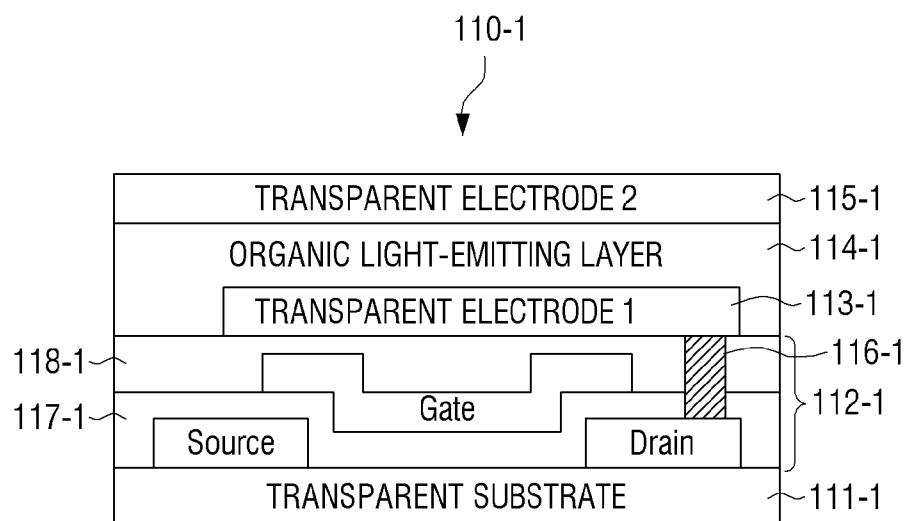 110-1
TRANSPARENT ELECTRODE 2
115-1
ORGANIC LIGHT-EMITTING LAYER
114-1
TRANSPARENT ELECTRODE 1
113-1
118-1
116-1
117-1
Gate
112-1
Source
Drain
TRANSPARENT SUBSTRATE
111-1